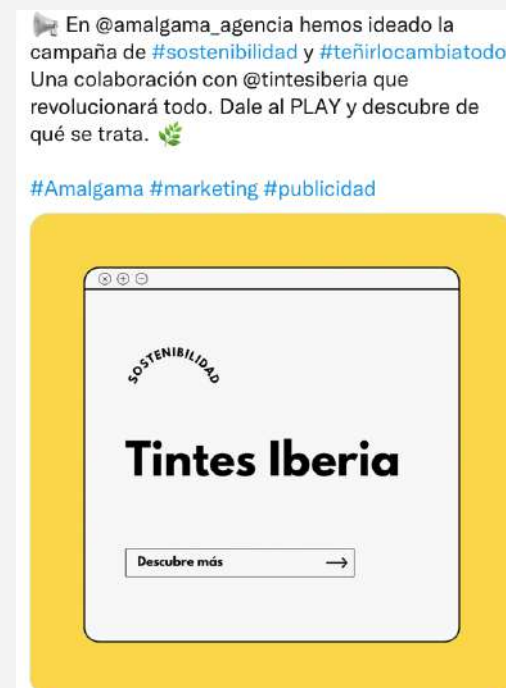 📢 En @amalgama_agencia hemos ideado la
campaña de #sostenibilidad y #teñirlocambiatodo
Una colaboración con @tintesiberia que
revolucionará todo. Dale al PLAY y descubre de
qué se trata. 🌿
#Amalgama #marketing #publicidad
SOSTENIBILIDAD
Tintes Iberia
Descubre más →